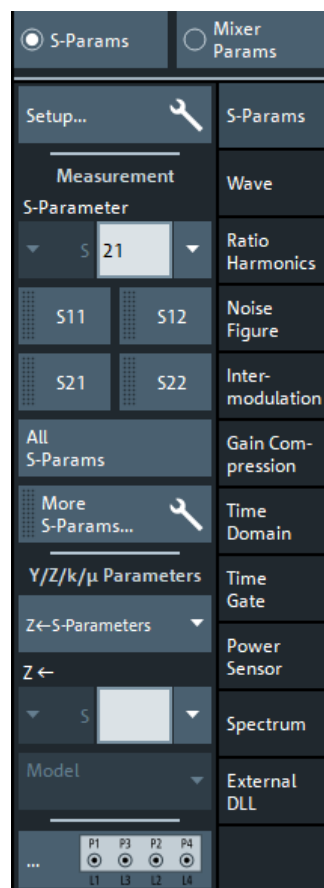 S-Params
Mixer
Params
Setup...
Measurement
S-Parameter
S 21
S11 S12
S21 S22
All
S-Params
More
S-Params...
Y/Z/k/µ Parameters
Z←S-Parameters
Z ←
S
Model
... P1 P3 P2 P4
L1 L3 L2 L4
S-Params
Wave
Ratio
Harmonics
Noise
Figure
Inter-
modulation
Gain Com-
pression
Time
Domain
Time
Gate
Power
Sensor
Spectrum
External
DLL